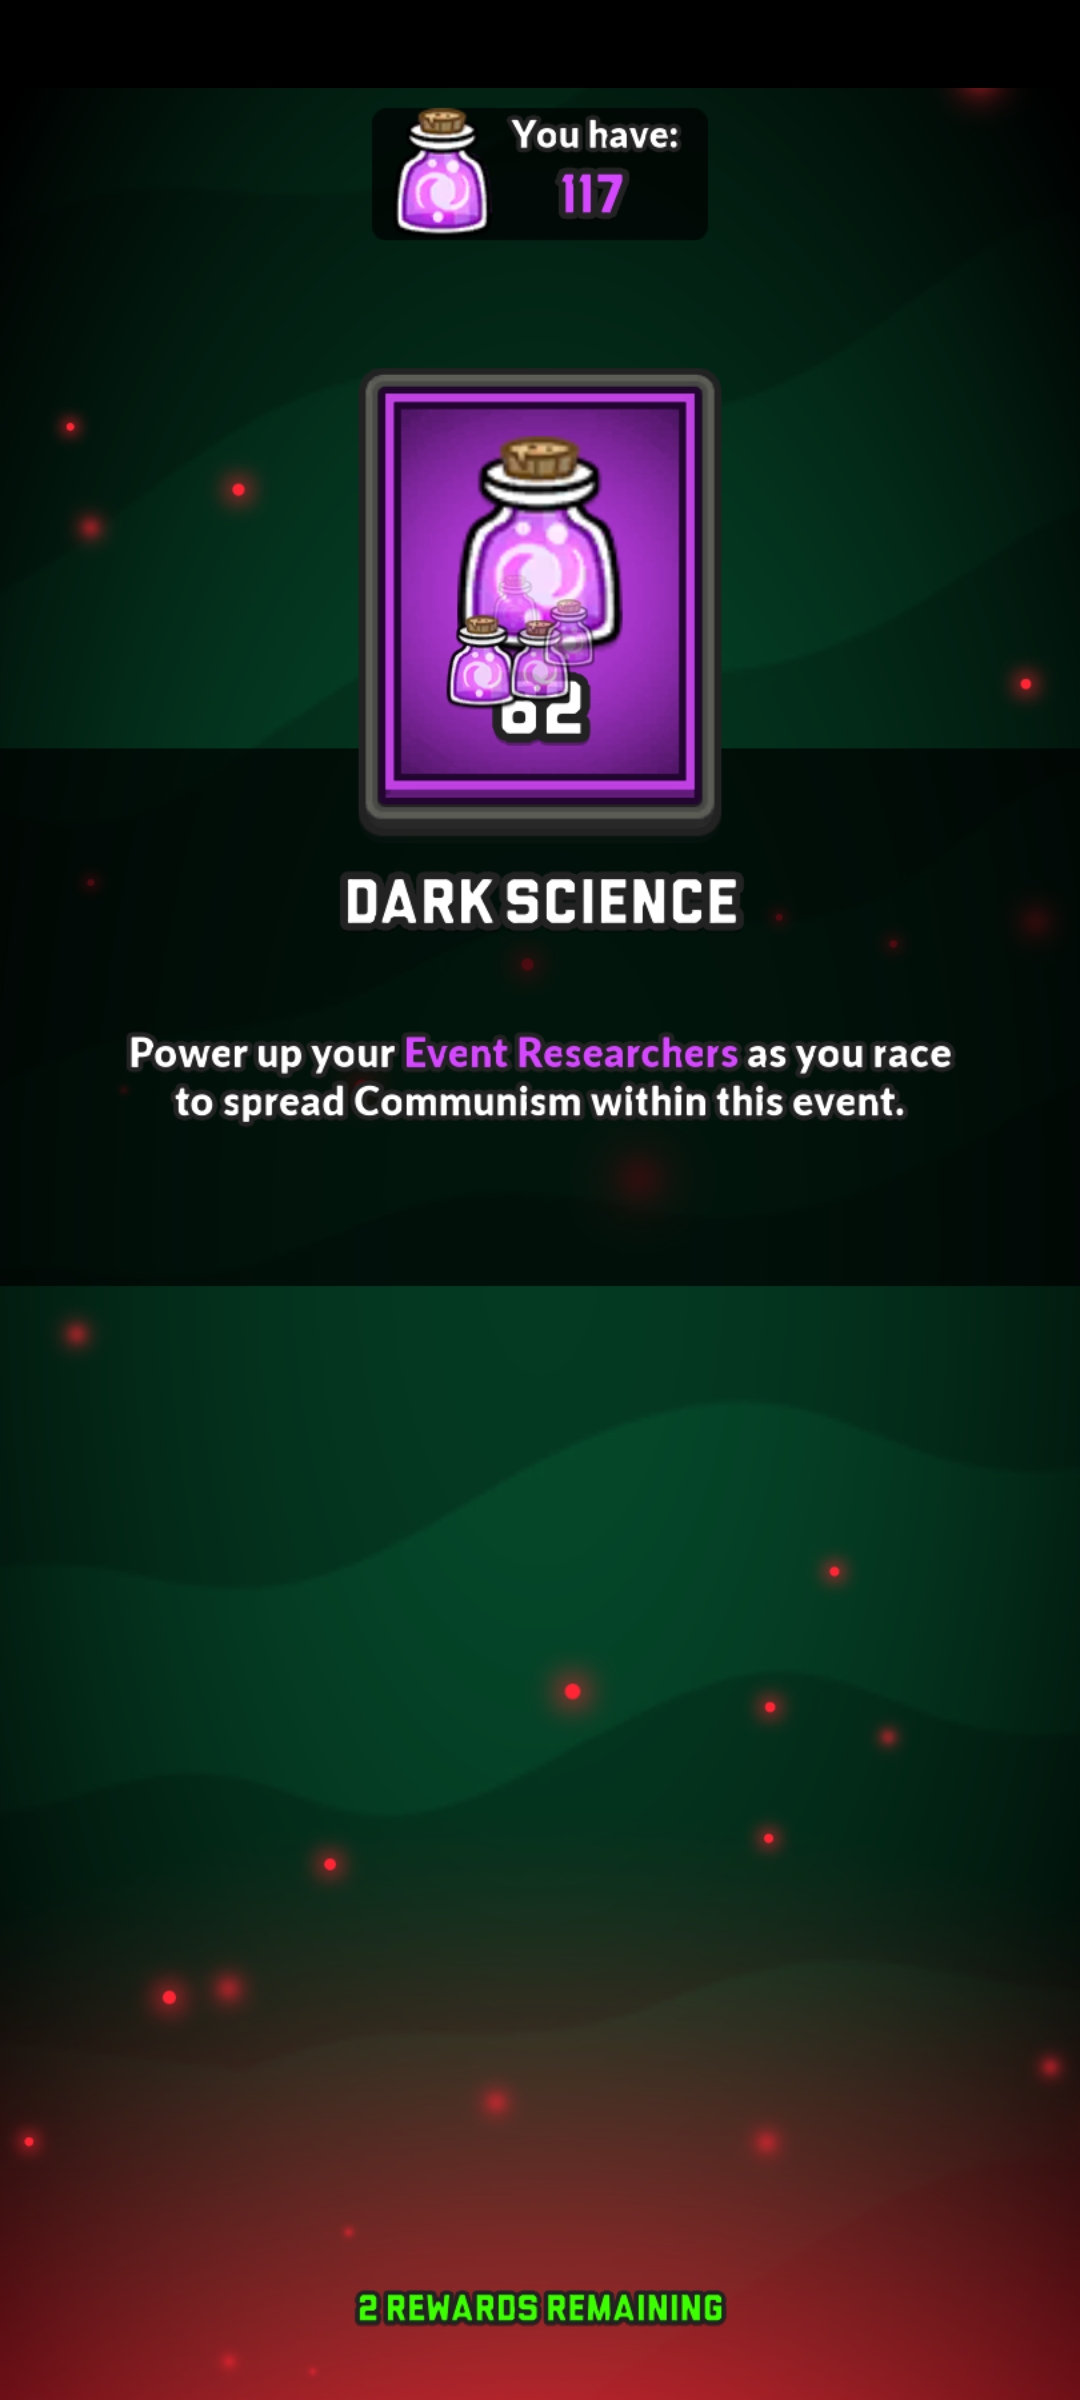 You have:
117
DARK SCIENCE
Power up your Event Researchers as you race
to spread Communism within this event.
2 REWARDS REMAINING